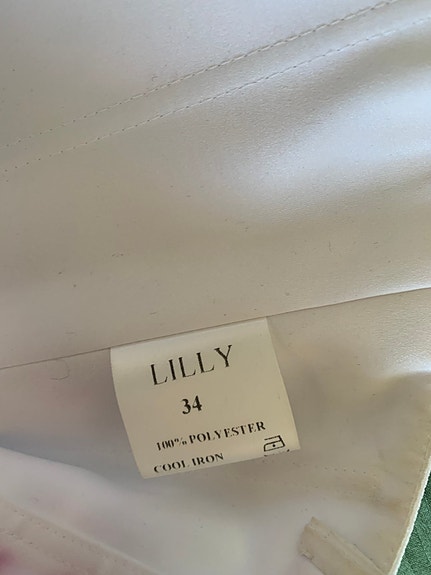 LILLY
34
100% POLYESTER
COOL IRON